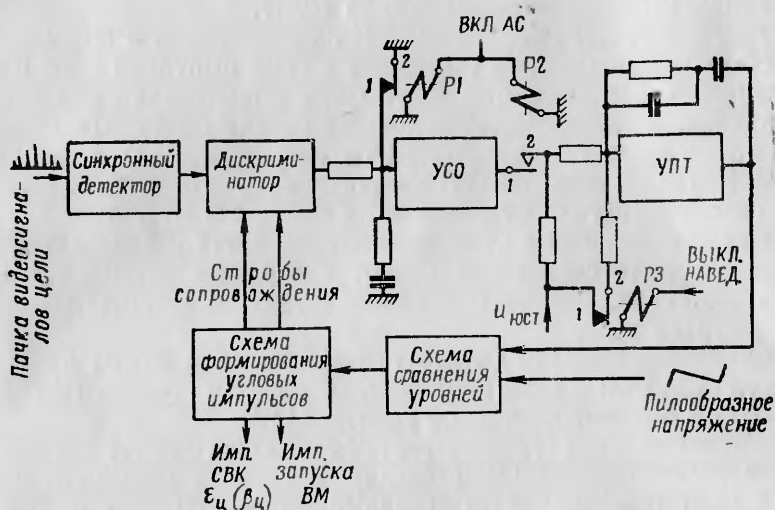 ВКЛ. АС
2
1
Р1
Р2
Пачка видеосигна-
лов цели
Синхронный
детектор
Дискрими-
натор
УСО
1
2
УПТ
Стробы
сопровождения
Uюст
1
2
Р3
ВЫКЛ.
НАВЕД.
Схема
формирования
угловых
импульсов
Схема
сравнения
уровней
Пилообразное
напряжение
Имп.
СВК
εц(βц)
Имп.
запуска
ВМ